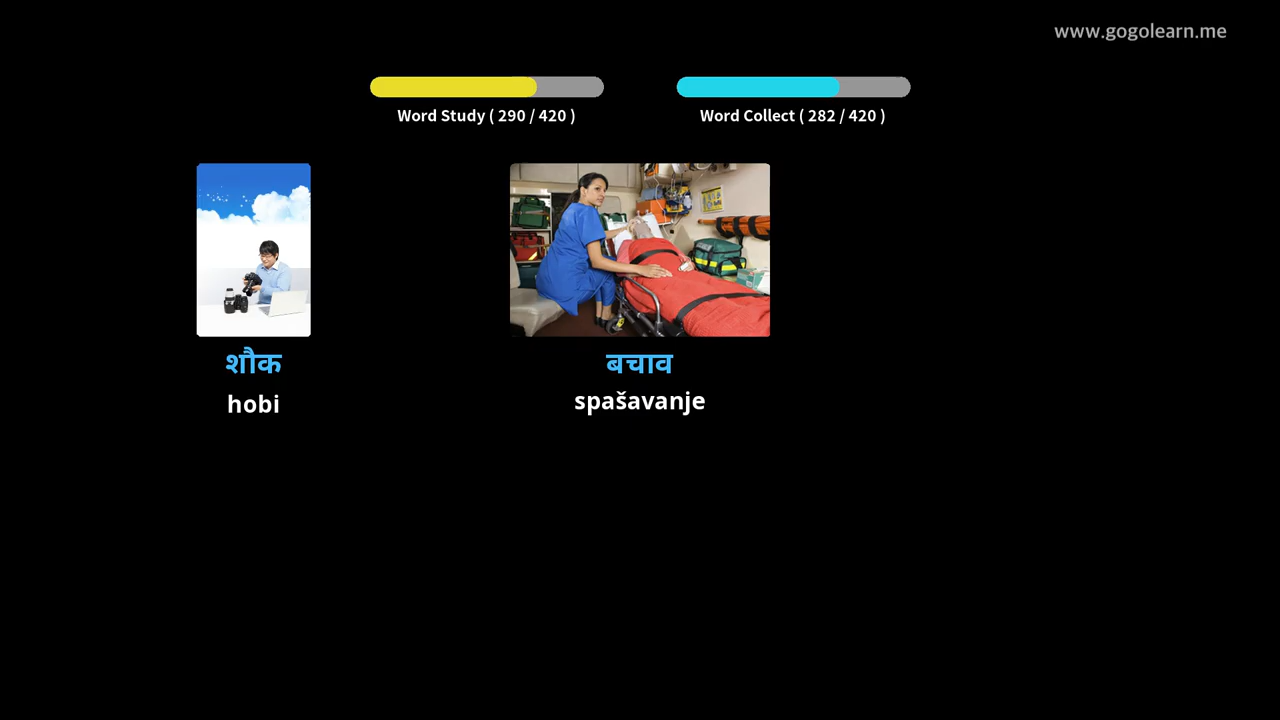 www.gogolearn.me
Word Study ( 290 / 420 )
Word Collect ( 282 / 420 )
शौक
hobi
बचाव
spašavanje